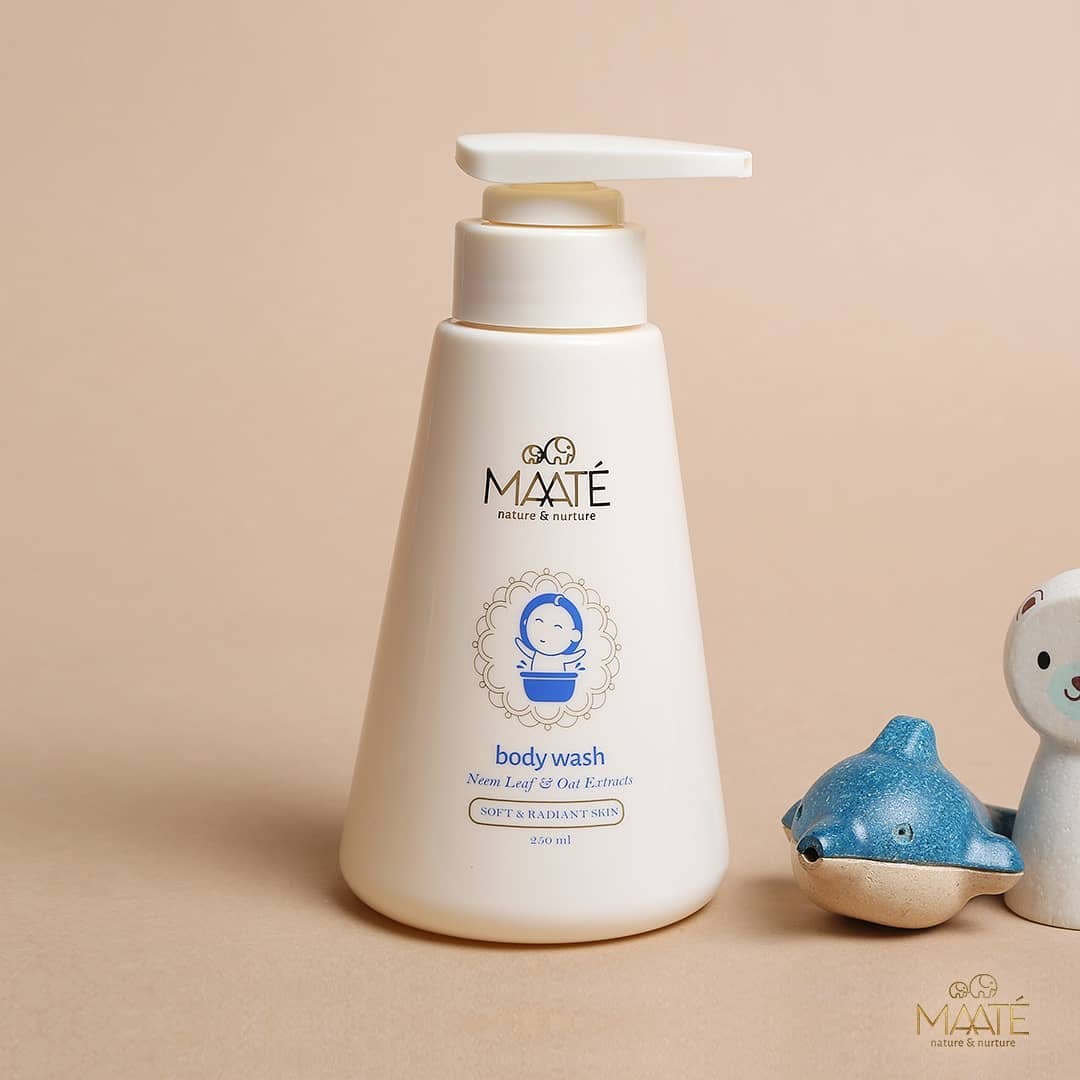 MAATÉ
nature & nurture
body wash
Neem Leaf & Oat Extracts
SOFT & RADIANT SKIN
250 ml
MAATÉ
nature & nurture